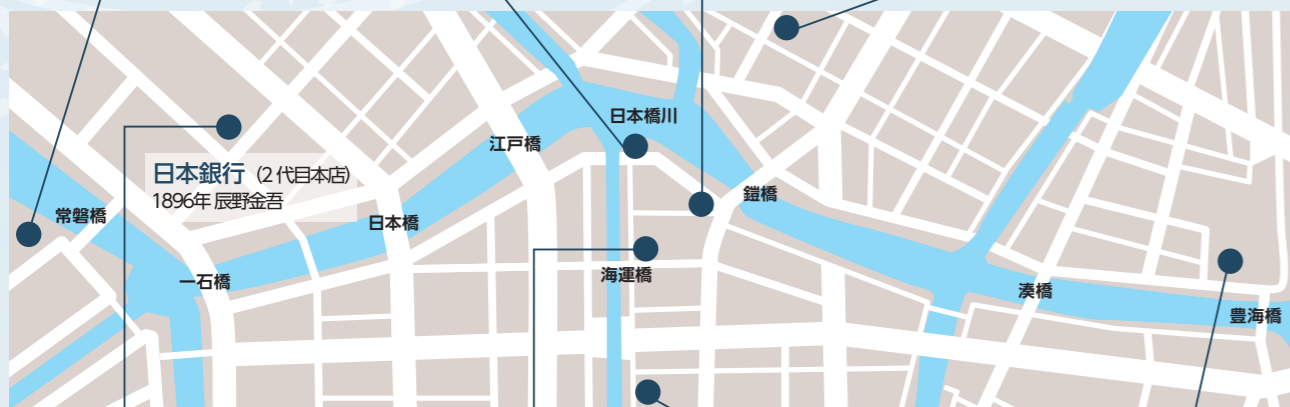 日本橋川
江戸橋
日本銀行(2代目本店)
1896年 辰野金吾
鎧橋
常磐橋
日本橋
海運橋
一石橋
湊橋
豊海橋